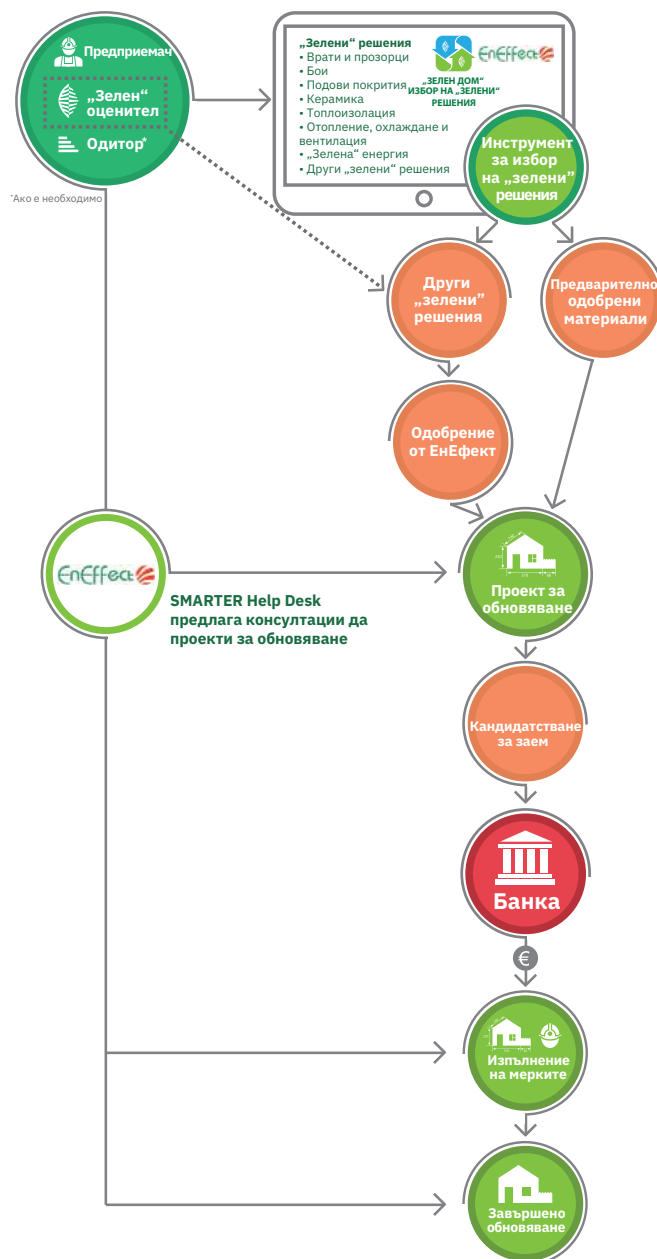 Предприемач
„Зелен“
оценител
Одитор*
*Ако е необходимо
„Зелени“ решения
• Врати и прозорци
• Бои
• Подови покрития
• Керамика
• Топлоизолация
• Отопление, охлаждане и
вентилация
• „Зелена“ енергия
• Други „зелени“ решения
EnEffect
„ЗЕЛЕН ДОМ“
ИЗБОР НА „ЗЕЛЕНИ“
РЕШЕНИЯ
Инструмент
за избор
на „зелени”
решения
Други
„зелени”
решения
Предварително
одобрени
материали
Одобрение
от ЕнЕфект
EnEffect
SMARTER Help Desk
предлага консултации да
проекти за обновяване
Проект за
обновяване
Кандидатстване
за заем
Банка
€
Изпълнение
на мерките
Завършено
обновяване